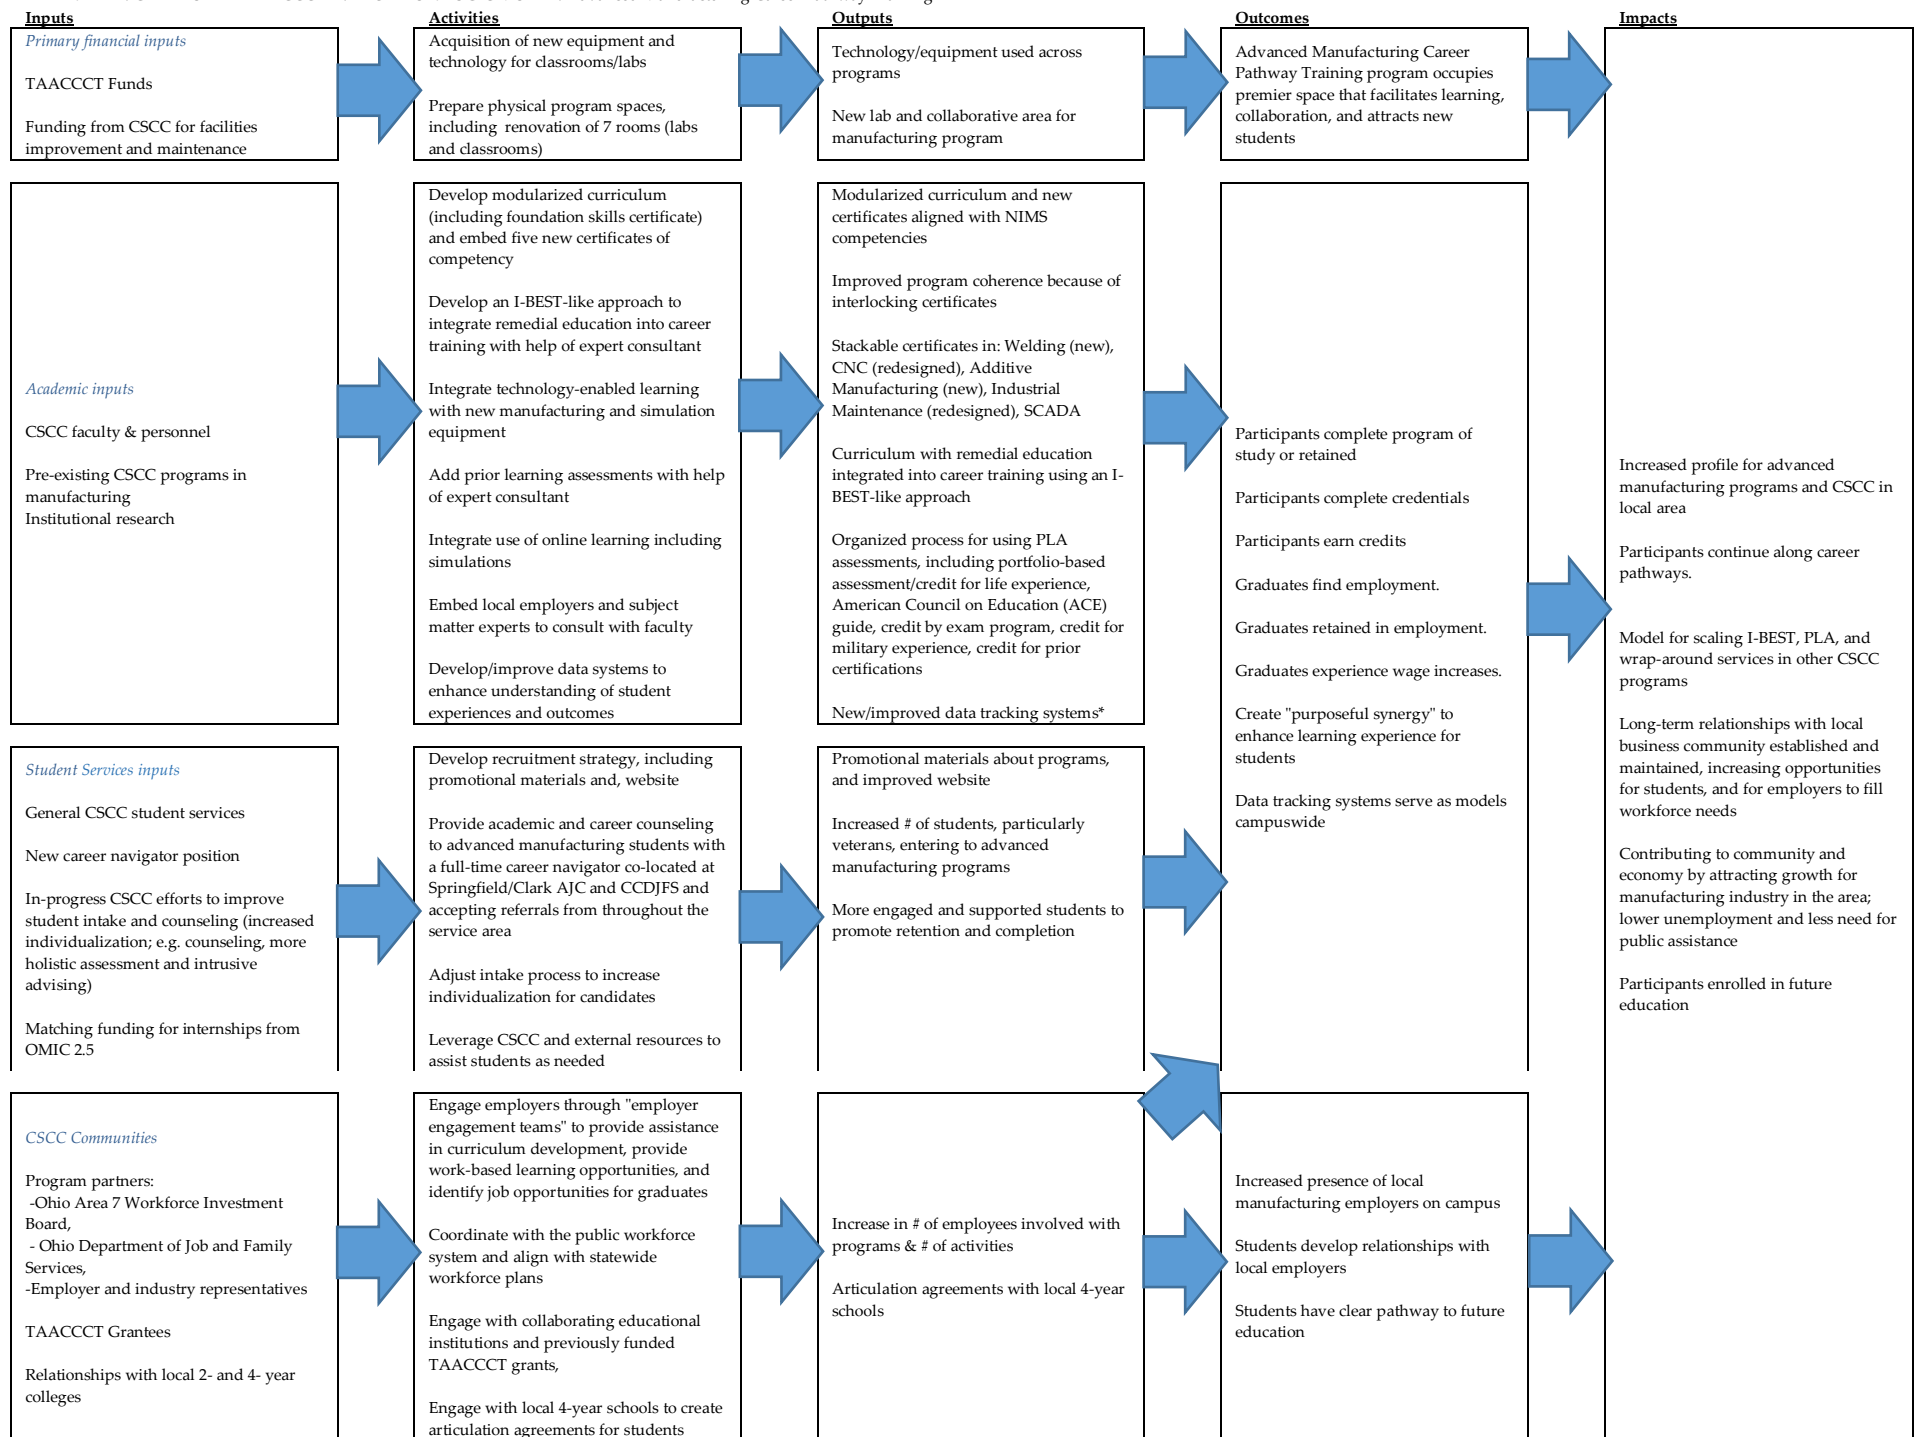 Inputs
Primary financial inputs
TAACCCT Funds
Funding from CSCC for facilities
improvement and maintenance
Activities
Acquisition of new equipment and
technology for classrooms/labs
Prepare physical program spaces,
including renovation of 7 rooms (labs
and classrooms)
Outputs
Technology/equipment used across
programs
New lab and collaborative area for
manufacturing program
Outcomes
Advanced Manufacturing Career
Pathway Training program occupies
premier space that facilitates learning,
collaboration, and attracts new
students
Impacts
Academic inputs
CSCC faculty & personnel
Pre-existing CSCC programs in
manufacturing
Institutional research
Develop modularized curriculum
(including foundation skills certificate)
and embed five new certificates of
competency
Develop an I-BEST-like approach to
integrate remedial education into career
training with help of expert consultant
Integrate technology-enabled learning
with new manufacturing and simulation
equipment
Add prior learning assessments with help
of expert consultant
Integrate use of online learning including
simulations
Embed local employers and subject
matter experts to consult with faculty
Develop/improve data systems to
enhance understanding of student
experiences and outcomes
Modularized curriculum and new
certificates aligned with NIMS
competencies
Improved program coherence because of
interlocking certificates
Stackable certificates in: Welding (new),
CNC (redesigned), Additive
Manufacturing (new), Industrial
Maintenance (redesigned), SCADA
Curriculum with remedial education
integrated into career training using an I-
BEST-like approach
Organized process for using PLA
assessments, including portfolio-based
assessment/credit for life experience,
American Council on Education (ACE)
guide, credit by exam program, credit for
military experience, credit for prior
certifications
New/improved data tracking systems*
Participants complete program of
study or retained
Participants complete credentials
Participants earn credits
Graduates find employment.
Graduates retained in employment.
Graduates experience wage increases.
Create "purposeful synergy" to
enhance learning experience for
students
Data tracking systems serve as models
campuswide
Increased profile for advanced
manufacturing programs and CSCC in
local area
Participants continue along career
pathways.
Model for scaling I-BEST, PLA, and
wrap-around services in other CSCC
programs
Long-term relationships with local
business community established and
maintained, increasing opportunities
for students, and for employers to fill
workforce needs
Contributing to community and
economy by attracting growth for
manufacturing industry in the area;
lower unemployment and less need for
public assistance
Participants enrolled in future
education
Student Services inputs
General CSCC student services
New career navigator position
In-progress CSCC efforts to improve
student intake and counseling (increased
individualization; e.g. counseling, more
holistic assessment and intrusive
advising)
Matching funding for internships from
OMIC 2.5
Develop recruitment strategy, including
promotional materials and, website
Provide academic and career counseling
to advanced manufacturing students with
a full-time career navigator co-located at
Springfield/Clark AJC and CCDJFS and
accepting referrals from throughout the
service area
Adjust intake process to increase
individualization for candidates
Leverage CSCC and external resources to
assist students as needed
Promotional materials about programs,
and improved website
Increased # of students, particularly
veterans, entering to advanced
manufacturing programs
More engaged and supported students to
promote retention and completion
CSCC Communities
Program partners:
-Ohio Area 7 Workforce Investment
Board,
- Ohio Department of Job and Family
Services,
-Employer and industry representatives
TAACCCT Grantees
Relationships with local 2- and 4- year
colleges
Engage employers through "employer
engagement teams" to provide assistance
in curriculum development, provide
work-based learning opportunities, and
identify job opportunities for graduates
Coordinate with the public workforce
system and align with statewide
workforce plans
Engage with collaborating educational
institutions and previously funded
TAACCCT grants,
Engage with local 4-year schools to create
articulation agreements for students
Increase in # of employees involved with
programs & # of activities
Articulation agreements with local 4-year
schools
Increased presence of local
manufacturing employers on campus
Students develop relationships with
local employers
Students have clear pathway to future
education